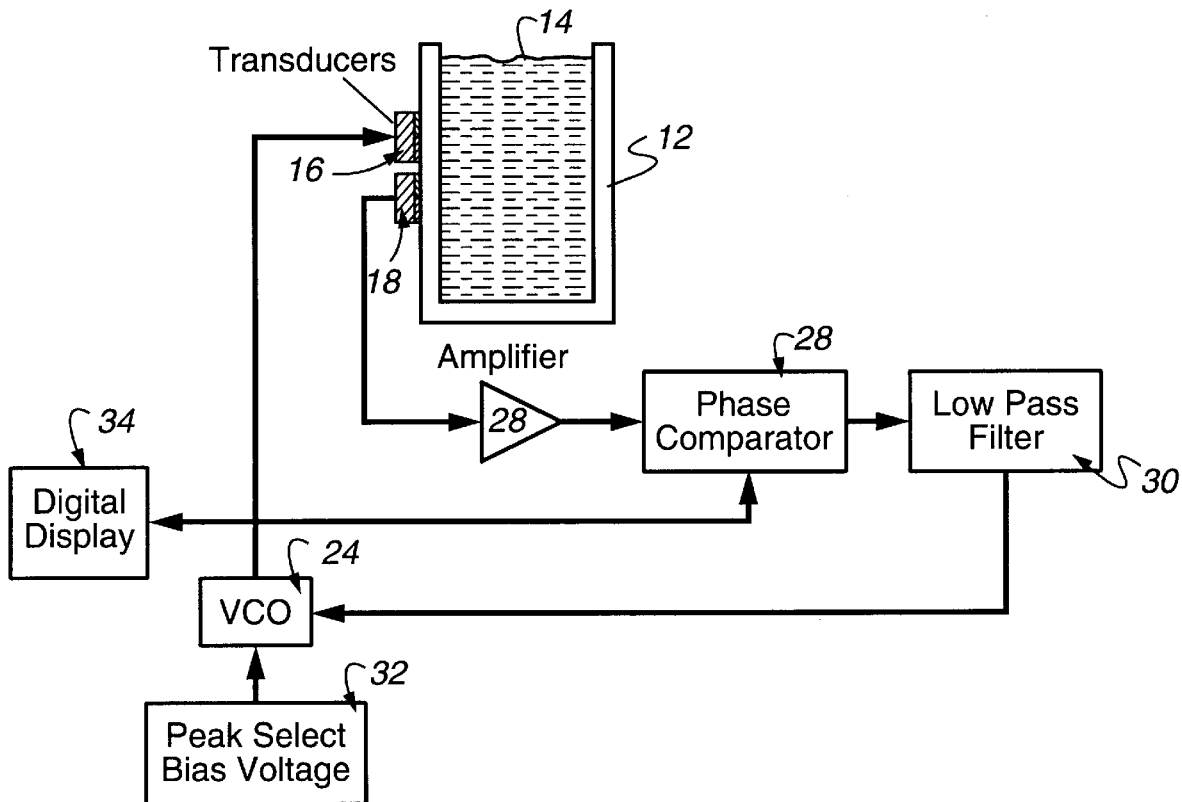 14
Transducers
12
16
18
Amplifier
28
28
Phase
Comparator
Low Pass
Filter
30
34
Digital
Display
24
VCO
32
Peak Select
Bias Voltage